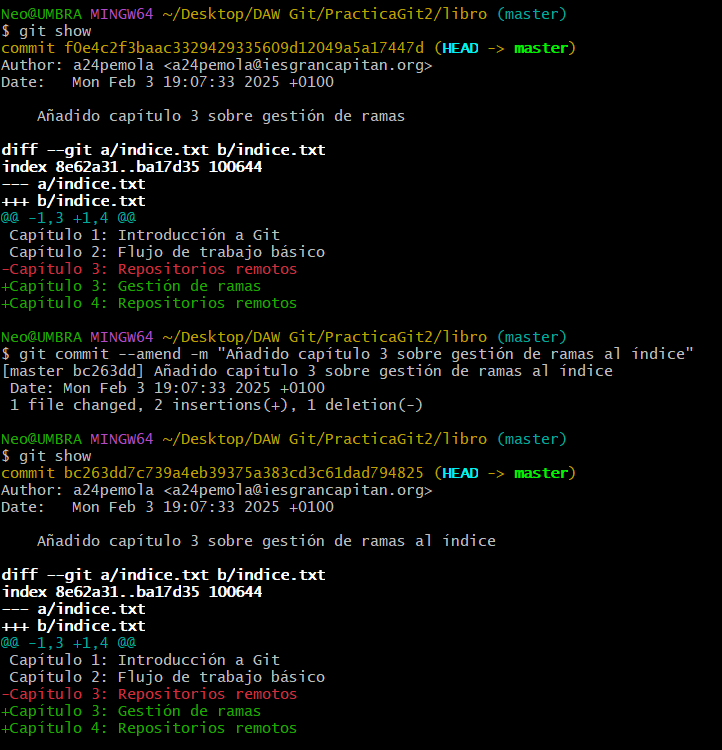 Neo@UMBRA MINGW64 ~/Desktop/DAW Git/PracticaGit2/libro (master)
$ git show
commit f0e4c2f3baac3329429335609d12049a5a17447d (HEAD -> master)
Author: a24pemola <a24pemola@iesgrancapitan.org>
Date:   Mon Feb 3 19:07:33 2025 +0100

    Añadido capítulo 3 sobre gestión de ramas

diff --git a/indice.txt b/indice.txt
index 8e62a31..ba17d35 100644
--- a/indice.txt
+++ b/indice.txt
@@ -1,3 +1,4 @@
 Capítulo 1: Introducción a Git
 Capítulo 2: Flujo de trabajo básico
-Capítulo 3: Repositorios remotos
+Capítulo 3: Gestión de ramas
+Capítulo 4: Repositorios remotos

Neo@UMBRA MINGW64 ~/Desktop/DAW Git/PracticaGit2/libro (master)
$ git commit --amend -m "Añadido capítulo 3 sobre gestión de ramas al índice"
[master bc263dd] Añadido capítulo 3 sobre gestión de ramas al índice
 Date: Mon Feb 3 19:07:33 2025 +0100
 1 file changed, 2 insertions(+), 1 deletion(-)

Neo@UMBRA MINGW64 ~/Desktop/DAW Git/PracticaGit2/libro (master)
$ git show
commit bc263dd7c739a4eb39375a383cd3c61dad794825 (HEAD -> master)
Author: a24pemola <a24pemola@iesgrancapitan.org>
Date:   Mon Feb 3 19:07:33 2025 +0100

    Añadido capítulo 3 sobre gestión de ramas al índice

diff --git a/indice.txt b/indice.txt
index 8e62a31..ba17d35 100644
--- a/indice.txt
+++ b/indice.txt
@@ -1,3 +1,4 @@
 Capítulo 1: Introducción a Git
 Capítulo 2: Flujo de trabajo básico
-Capítulo 3: Repositorios remotos
+Capítulo 3: Gestión de ramas
+Capítulo 4: Repositorios remotos